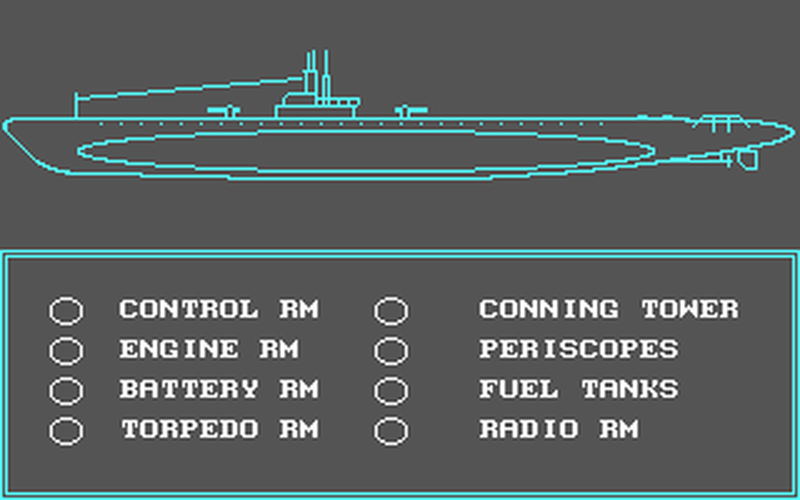 CONTROL RM CONNING TOWER
ENGINE RM PERISCOPES
BATTERY RM FUEL TANKS
TORPEDO RM RADIO RM